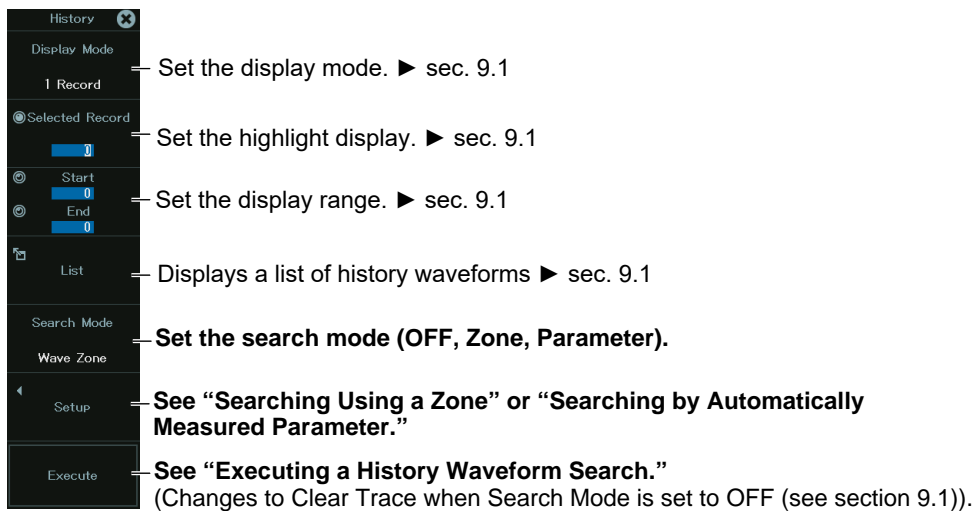 History
Display Mode
1 Record
Set the display mode. ► sec. 9.1
Selected Record
0
Set the highlight display. ► sec. 9.1
Start
0
End
0
Set the display range. ► sec. 9.1
List
Displays a list of history waveforms ► sec. 9.1
Search Mode
Wave Zone
Set the search mode (OFF, Zone, Parameter).
Setup
See “Searching Using a Zone” or “Searching by Automatically
Measured Parameter.”
Execute
See “Executing a History Waveform Search.”
(Changes to Clear Trace when Search Mode is set to OFF (see section 9.1)).